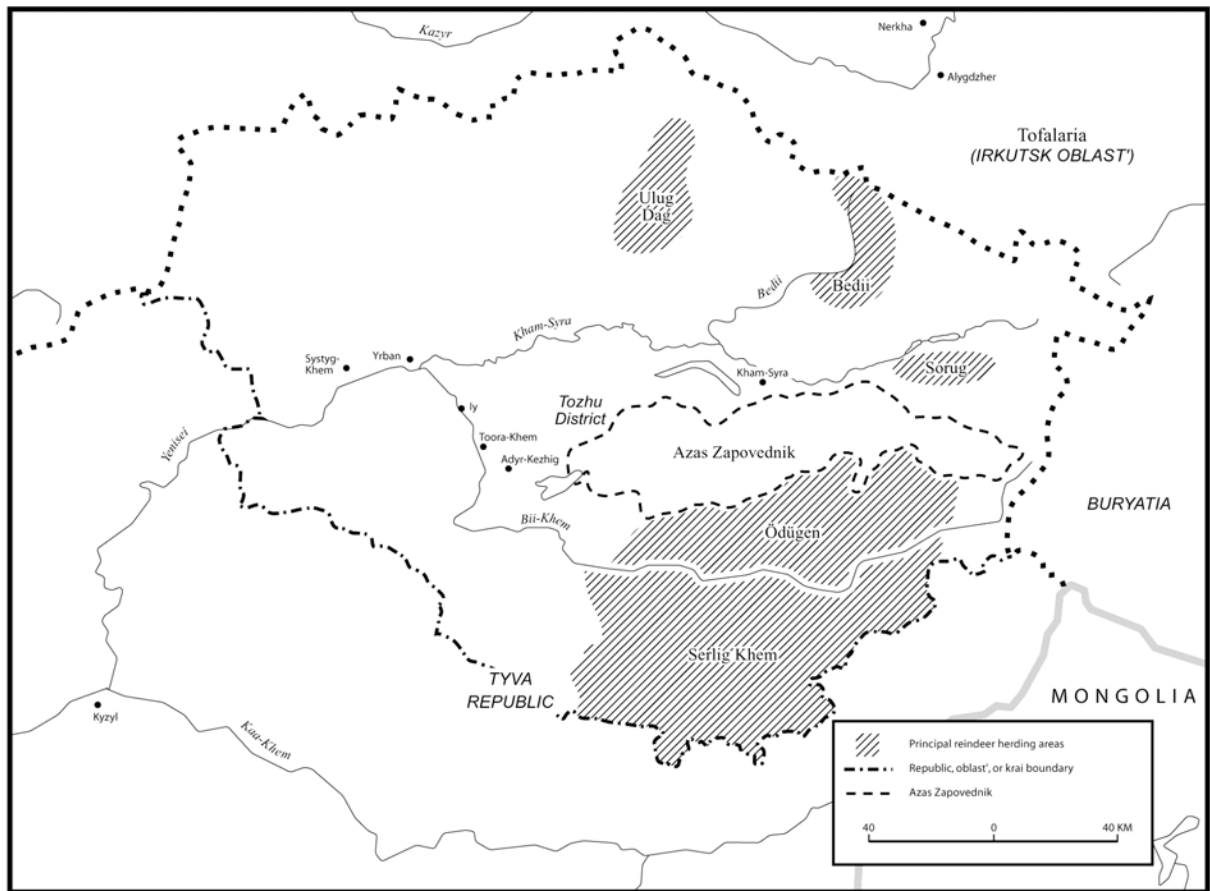 Kazyr
Nerkha
Alygdzher
Tofalaria
(IRKUTSK OBLAST')
Ulug
Dag
Bedii
Bedii
Kham-Syra
Systyg-
Khem
Yrban
Kham-Syra
Sorug
Iy
Tozhu
District
Toora-Khem
Adyr-Kezhig
Azas Zapovednik
Yenisei
Bii-Khem
Ödügen
BURYATIA
Serlig Khem
TYVA
REPUBLIC
MONGOLIA
Kyzyl
Kaa-Khem
Principal reindeer herding areas
Republic, oblast', or krai boundary
Azas Zapovednik
40 0 40 KM